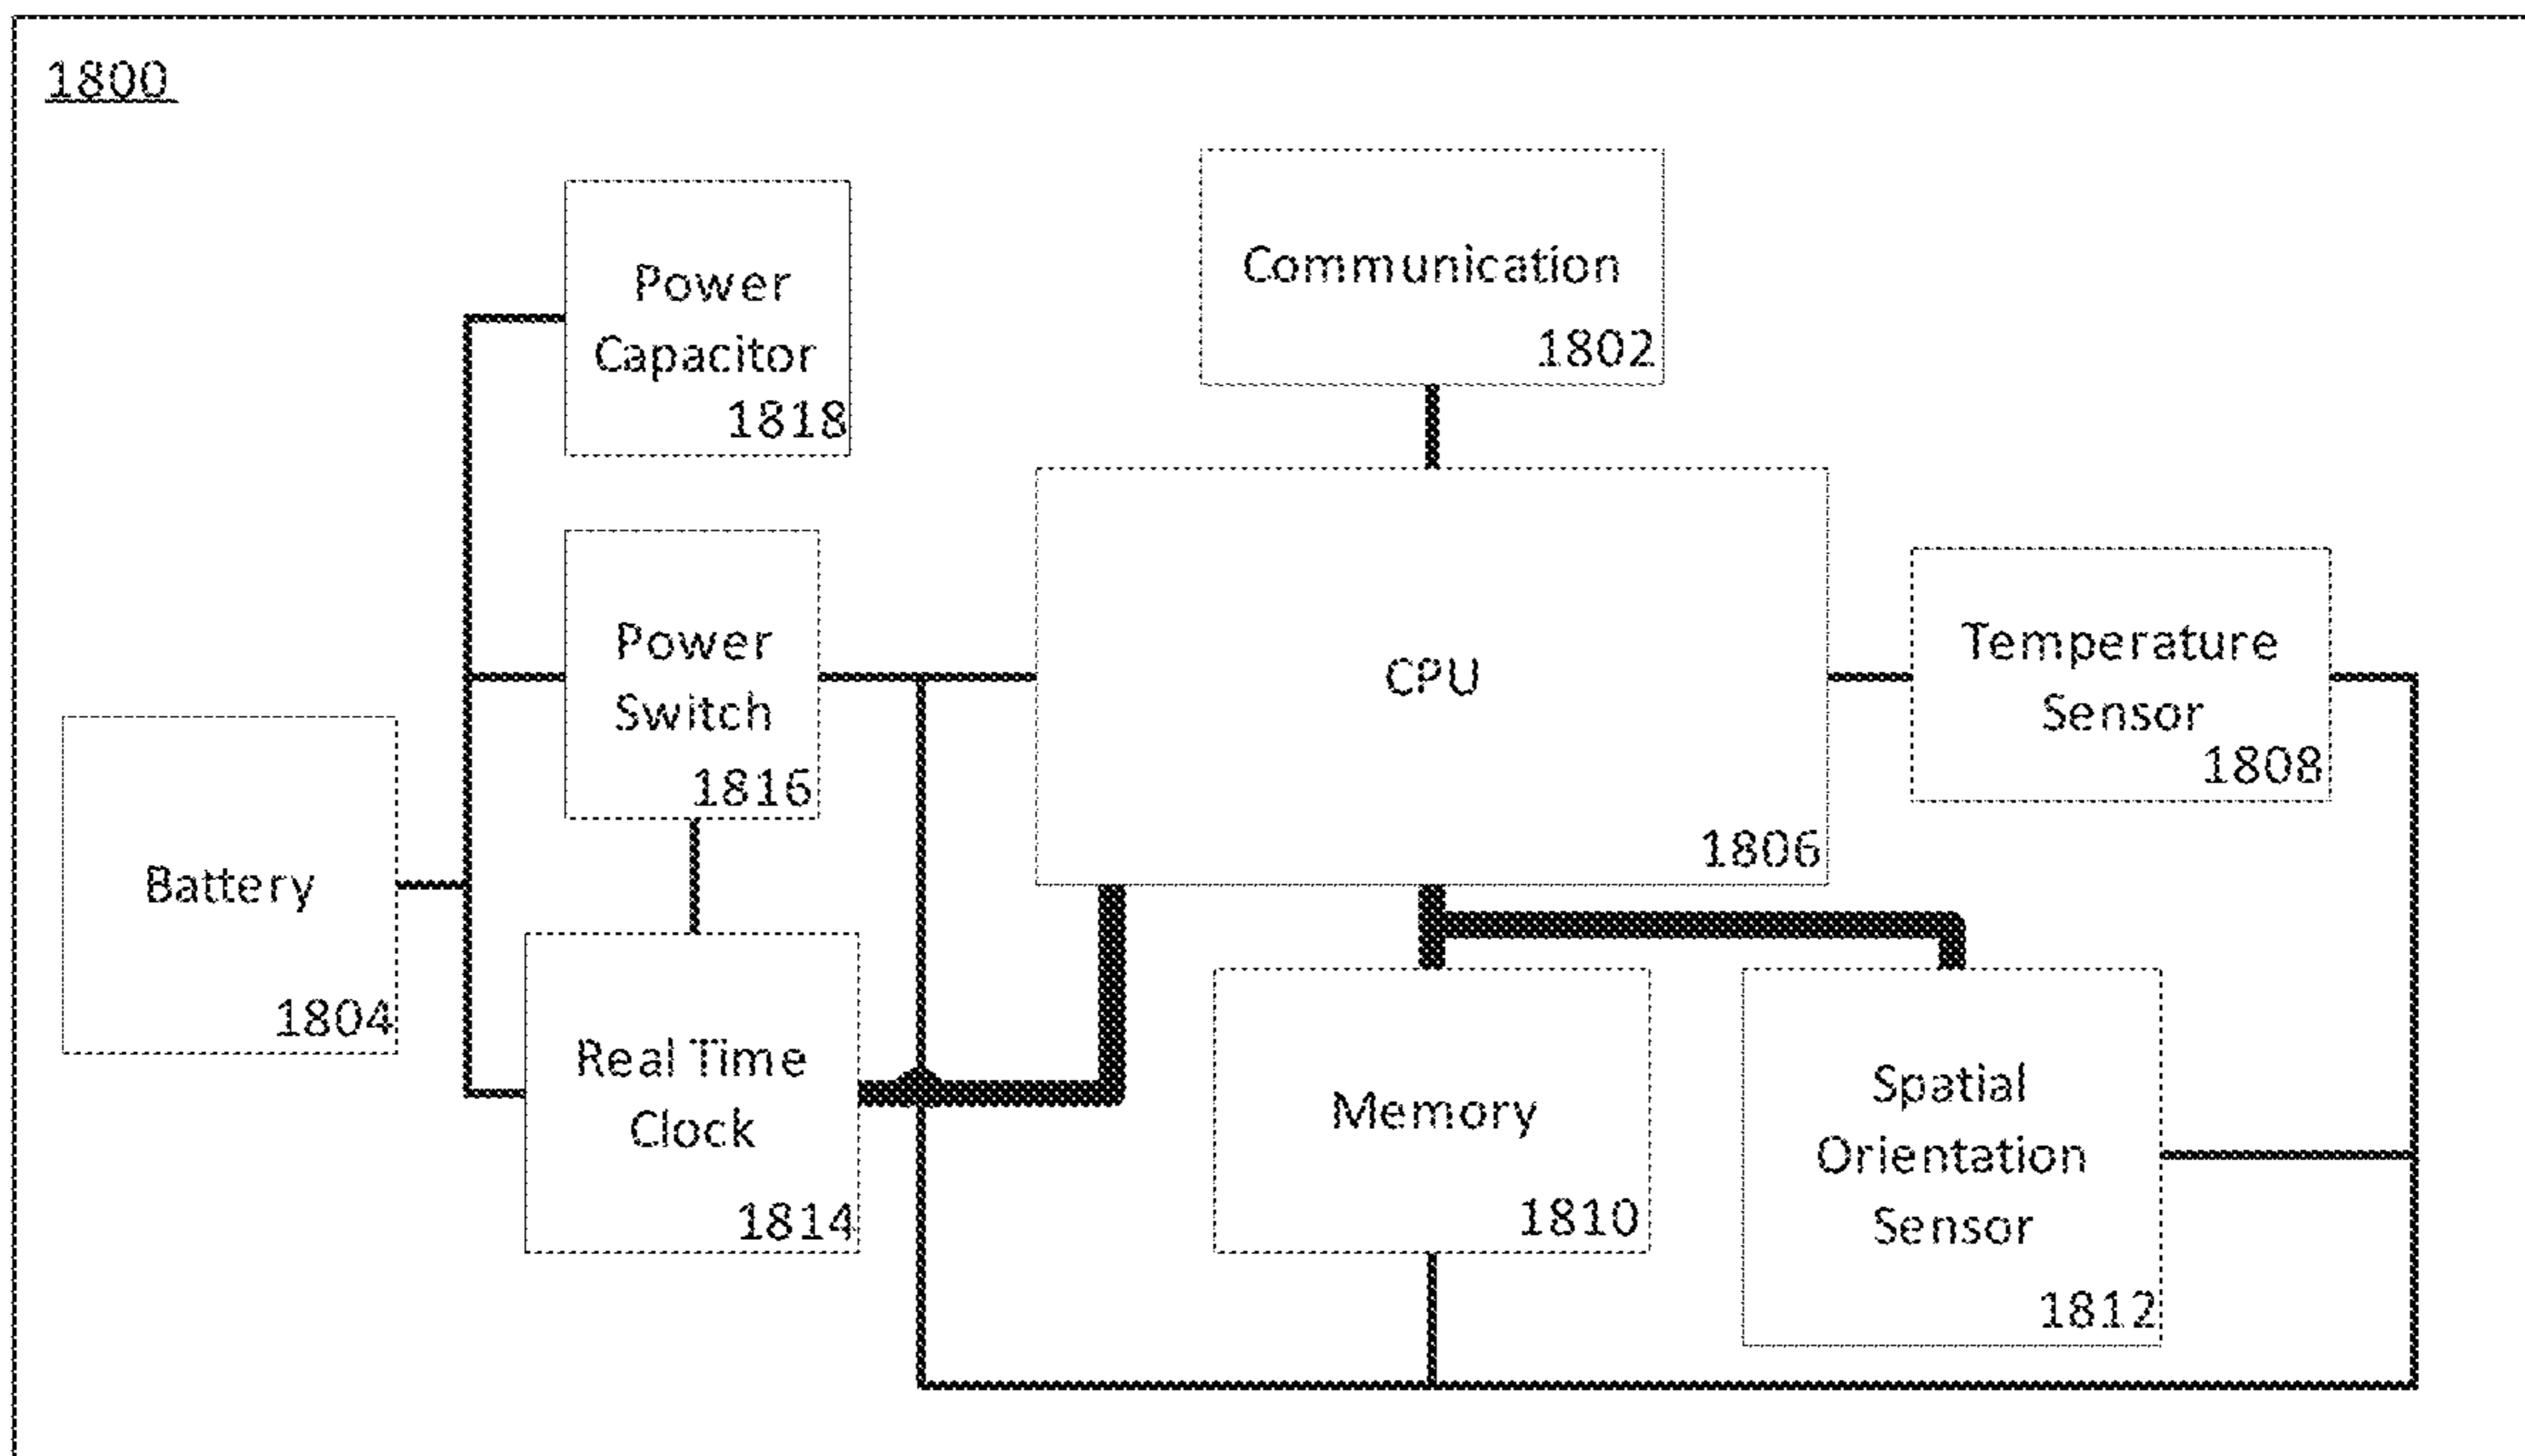 1800
Power
Capacitor
1818
Communication
1802
Power
Switch
1816
CPU
1806
Temperature
Sensor
1808
Battery
1804
Real Time
Clock
1814
Memory
1810
Spatial
Orientation
Sensor
1812